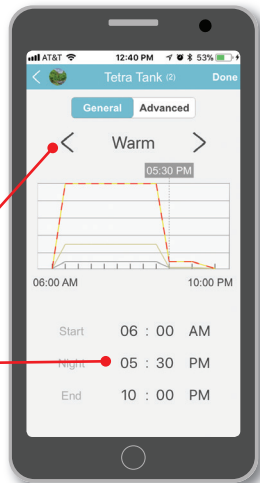 AT&T 12:40 PM 53%
Tetra Tank (2) Done
General Advanced
Warm
05:30 PM
06:00 AM 10:00 PM
Start 06 : 00 AM
Night 05 : 30 PM
End 10 : 00 PM